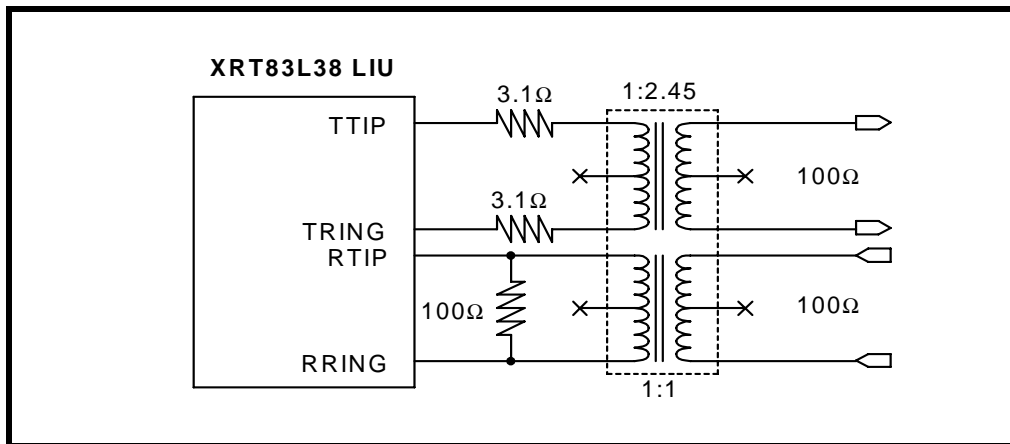 XRT83L38 LIU
1:2.45
3.1Ω
TTIP
100Ω
3.1Ω
TRING
RTIP
100Ω
100Ω
RRING
1:1